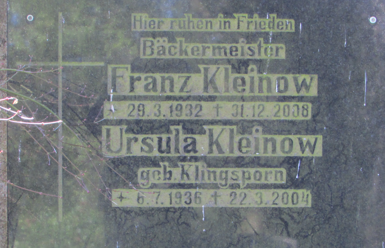 Hier ruhen in Frieden
Bäckermeister
Franz Kleinow
* 29.3.1932 † 31.12.2008
Ursula Kleinow
geb. Klingsporn
* 6.7.1936 † 22.3.2004